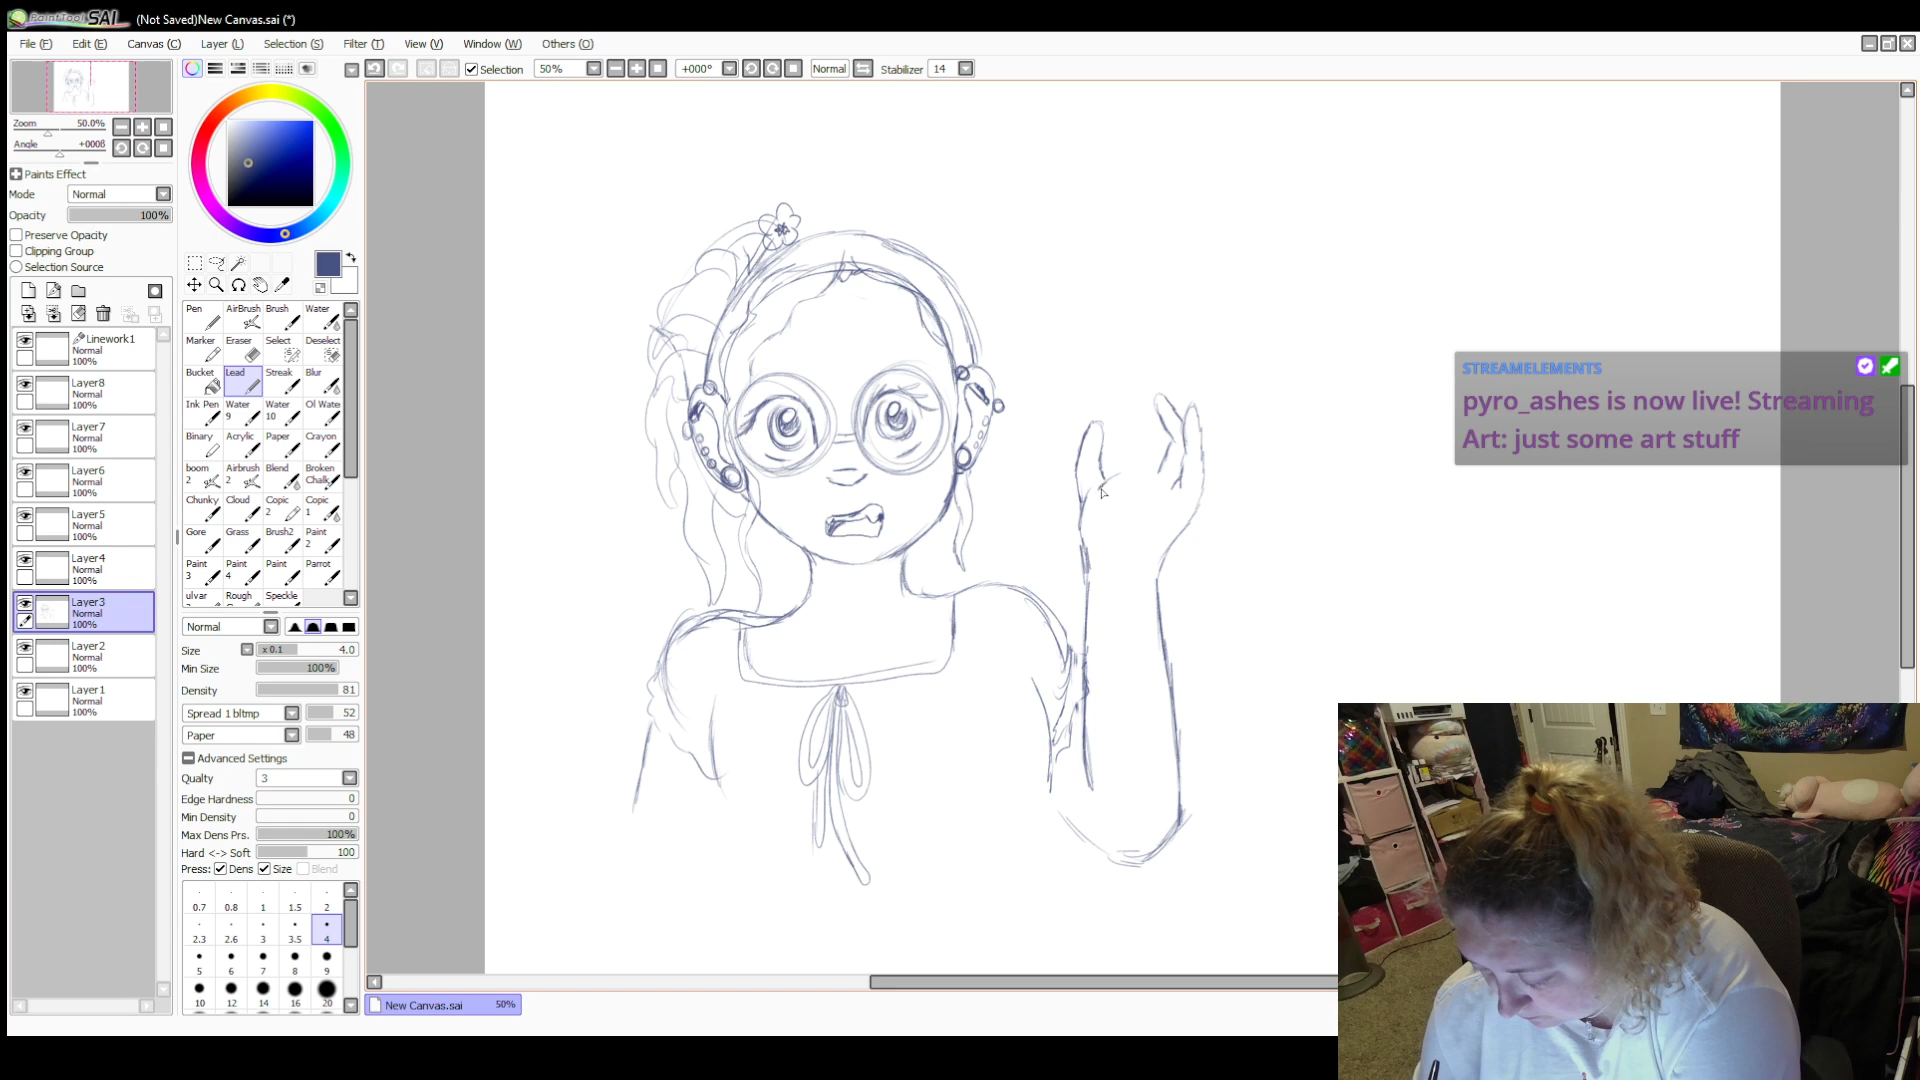 PaintTool SAI (Not Saved)New Canvas.sai (*)
File (F) Edit (E) Canvas (C) Layer (L) Selection (S) Filter (T) View (V) Window (W) Others (O)
Selection 50% +000° Normal Stabilizer 14
Zoom 50.0%
Angle +000ß
Paints Effect
Mode Normal
Opacity 100%
Preserve Opacity
Clipping Group
Selection Source
Linework1
Normal
100%
Layer8
Normal
100%
Layer7
Normal
100%
Layer6
Normal
100%
Layer5
Normal
100%
Layer4
Normal
100%
Layer3
Normal
100%
Layer2
Normal
100%
Layer1
Normal
100%
Pen AirBrush Brush Water
Marker Eraser Select Deselect
Bucket Lead Streak Blur
Ink Pen Water 9 Water 10 Oil Water
Binary Acrylic Paper Crayon
boom 2 Airbrush 2 Blend Broken Chalk
Chunky Cloud Copic 2 Copic 1
Gore Grass Brush2 Paint 2
Paint 3 Paint 4 Paint Parrot
ulvar Rough Speckle
Normal
Size x 0.1 4.0
Min Size 100%
Density 81
Spread 1 bltmp 52
Paper 48
Advanced Settings
Quality 3
Edge Hardness 0
Min Density 0
Max Dens Prs. 100%
Hard <-> Soft 100
Press: Dens Size Blend
0.7 0.8 1 1.5 2
2.3 2.6 3 3.5 4
5 6 7 8 9
10 12 14 16 20
New Canvas.sai 50%
STREAMELEMENTS
pyro_ashes is now live! Streaming
Art: just some art stuff